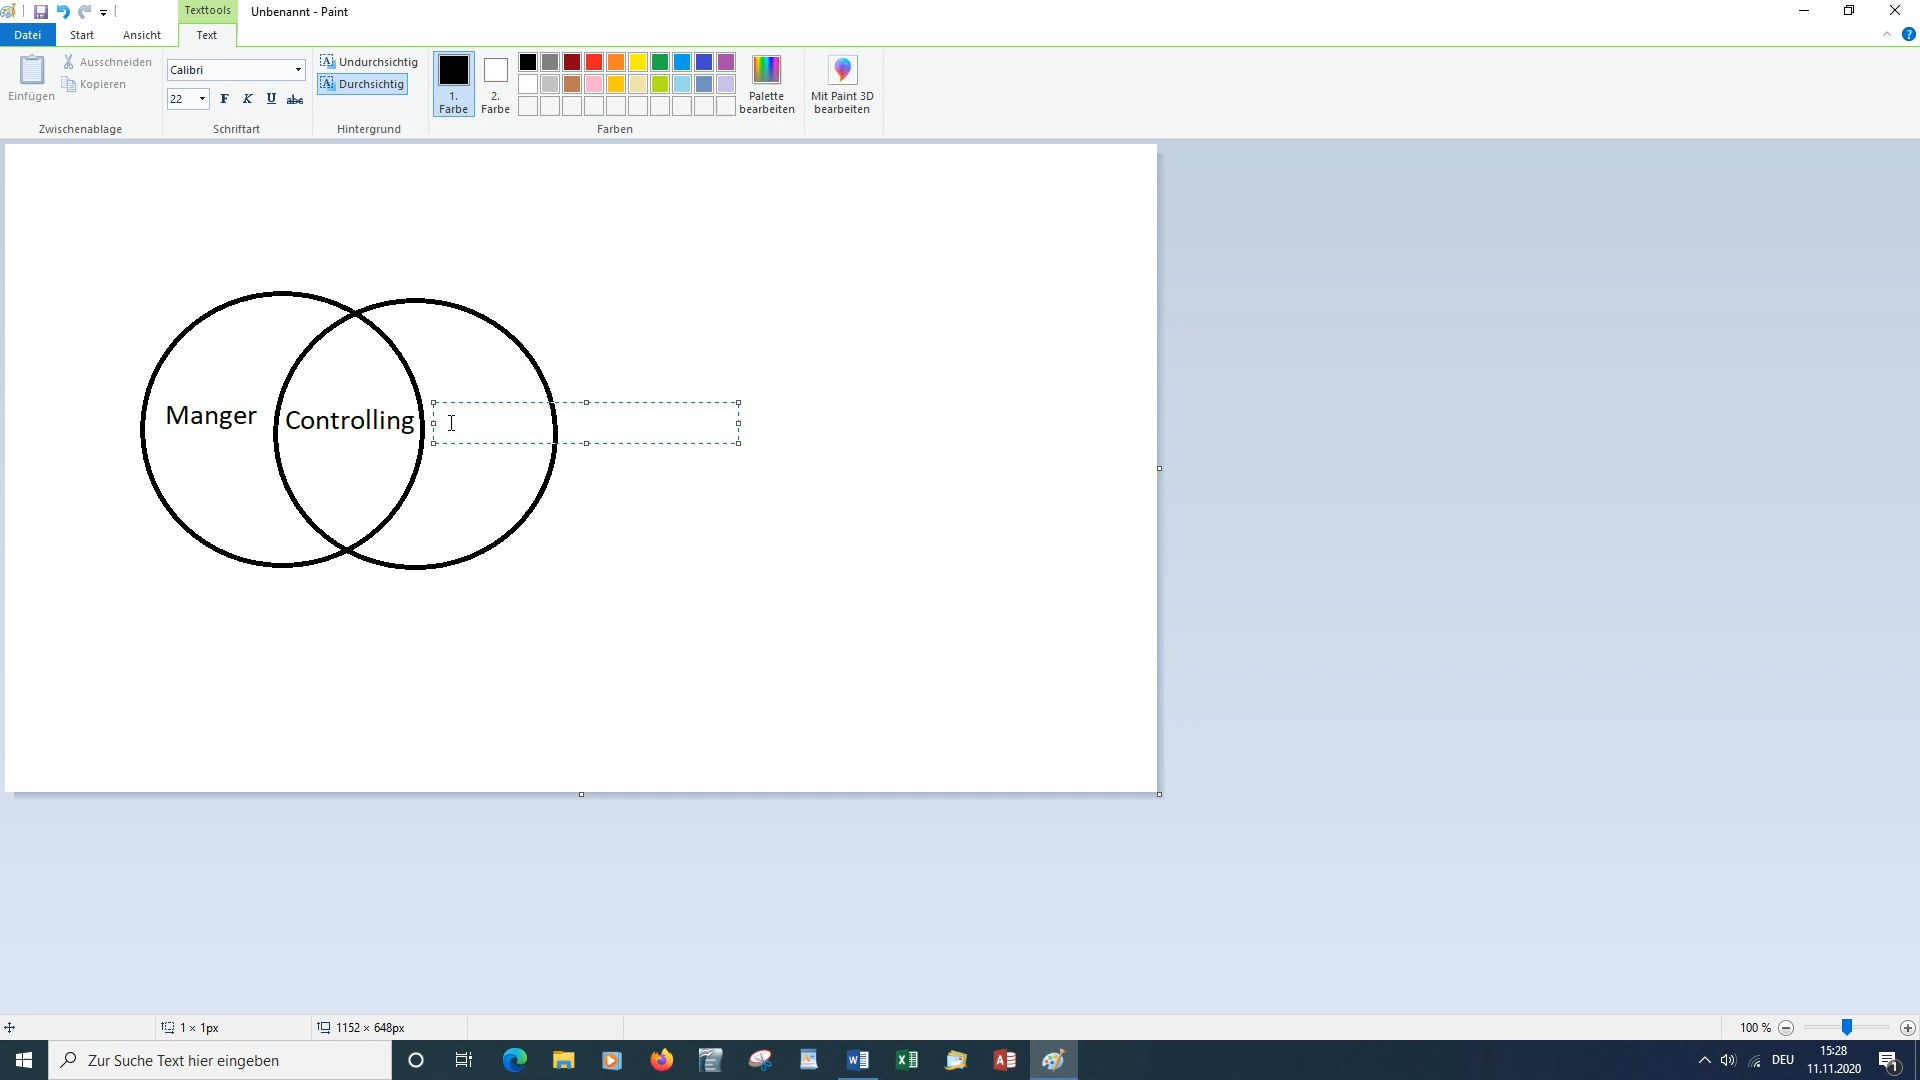 Texttools
Unbenannt - Paint
Datei
Start
Ansicht
Text
Einfügen
Ausschneiden
Kopieren
Zwischenablage
Calibri
22
F K U abc
Schriftart
Undurchsichtig
Durchsichtig
Hintergrund
1.
Farbe
2.
Farbe
Farben
Palette
bearbeiten
Mit Paint 3D
bearbeiten
Manger
Controlling
1 × 1px
1152 × 648px
100 %
Zur Suche Text hier eingeben
DEU
15:28
11.11.2020
1